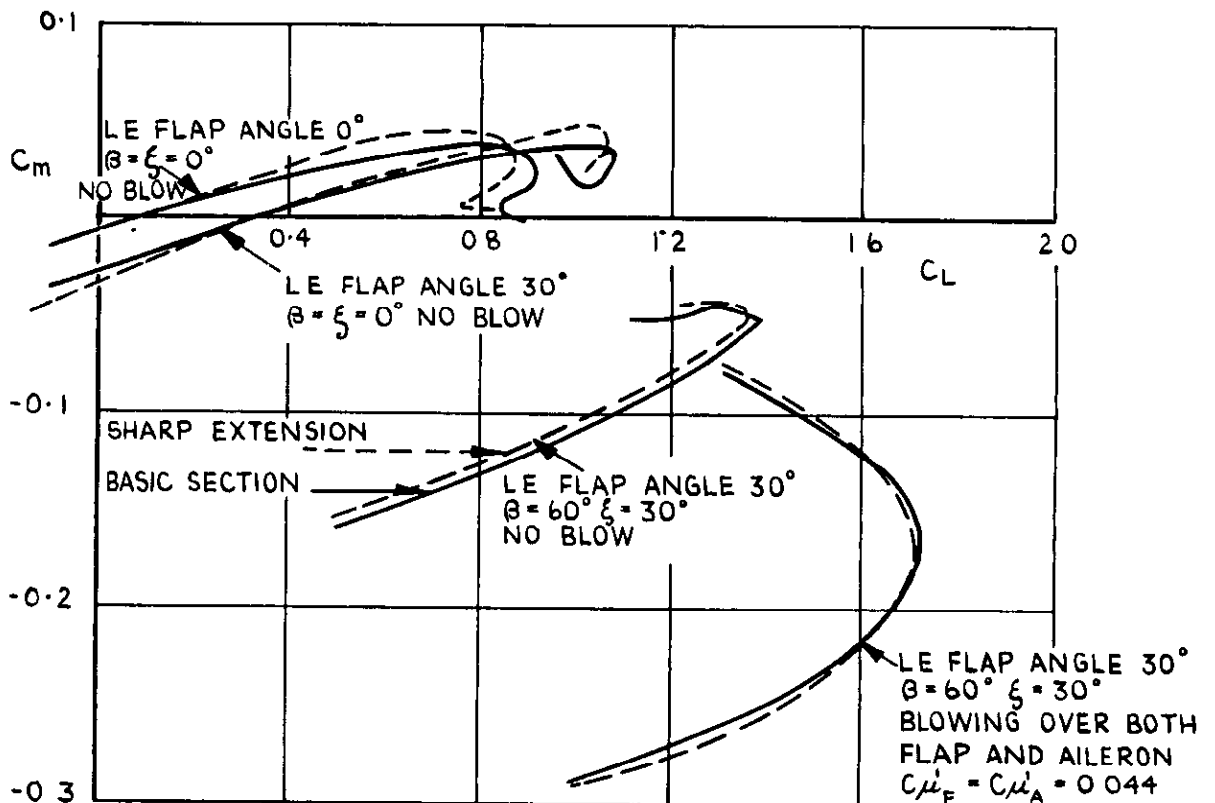 0·1
LE FLAP ANGLE 0°
β = ξ = 0°
NO BLOW
Cm
0·4
0·8
1·2
1·6
2·0
CL
LE FLAP ANGLE 30°
β = ξ = 0° NO BLOW
-0·1
SHARP EXTENSION
BASIC SECTION
LE FLAP ANGLE 30°
β = 60° ξ = 30°
NO BLOW
-0·2
LE FLAP ANGLE 30°
β = 60° ξ = 30°
BLOWING OVER BOTH
FLAP AND AILERON
Cμ'F = Cμ'A = 0 044
-0 3